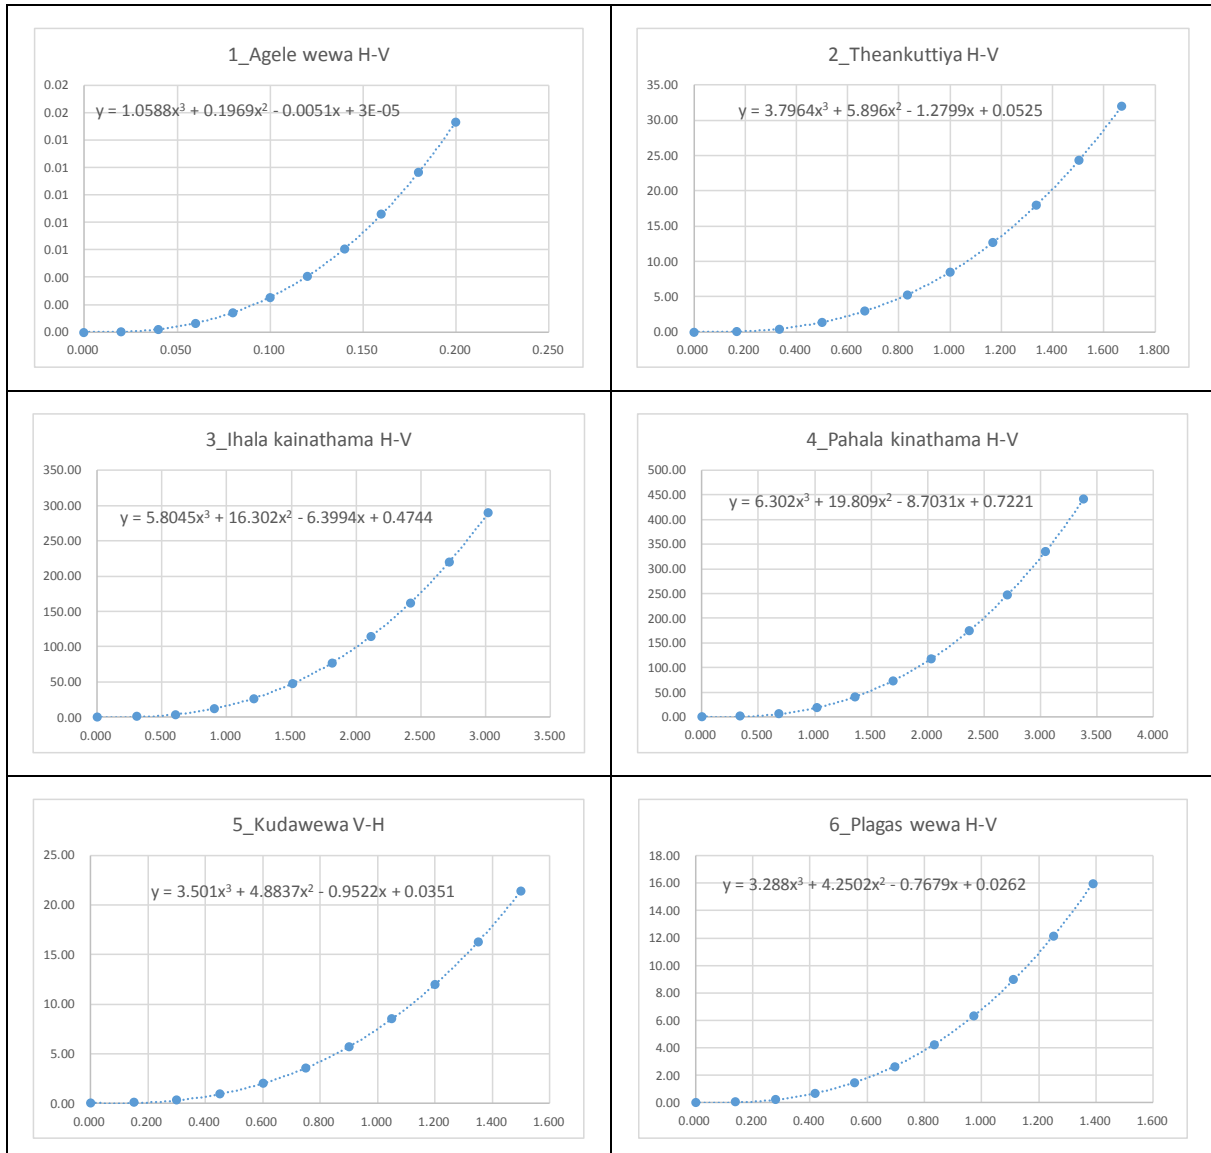 1_Agele wewa H-V
0.02
0.02
y = 1.0588x³ + 0.1969x² - 0.0051x + 3E-05
0.01
0.01
0.01
0.01
0.01
0.00
0.00
0.00
0.000 0.050 0.100 0.150 0.200 0.250
2_Theankuttiya H-V
35.00
y = 3.7964x³ + 5.896x² - 1.2799x + 0.0525
30.00
25.00
20.00
15.00
10.00
5.00
0.00
0.000 0.200 0.400 0.600 0.800 1.000 1.200 1.400 1.600 1.800
3_Ihala kainathama H-V
350.00
300.00
y = 5.8045x³ + 16.302x² - 6.3994x + 0.4744
250.00
200.00
150.00
100.00
50.00
0.00
0.000 0.500 1.000 1.500 2.000 2.500 3.000 3.500
4_Pahala kinathama H-V
500.00
450.00
y = 6.302x³ + 19.809x² - 8.7031x + 0.7221
400.00
350.00
300.00
250.00
200.00
150.00
100.00
50.00
0.00
0.000 0.500 1.000 1.500 2.000 2.500 3.000 3.500 4.000
5_Kudawewa V-H
25.00
y = 3.501x³ + 4.8837x² - 0.9522x + 0.0351
20.00
15.00
10.00
5.00
0.00
0.000 0.200 0.400 0.600 0.800 1.000 1.200 1.400 1.600
6_Plagas wewa H-V
18.00
16.00
y = 3.288x³ + 4.2502x² - 0.7679x + 0.0262
14.00
12.00
10.00
8.00
6.00
4.00
2.00
0.00
0.000 0.200 0.400 0.600 0.800 1.000 1.200 1.400 1.600